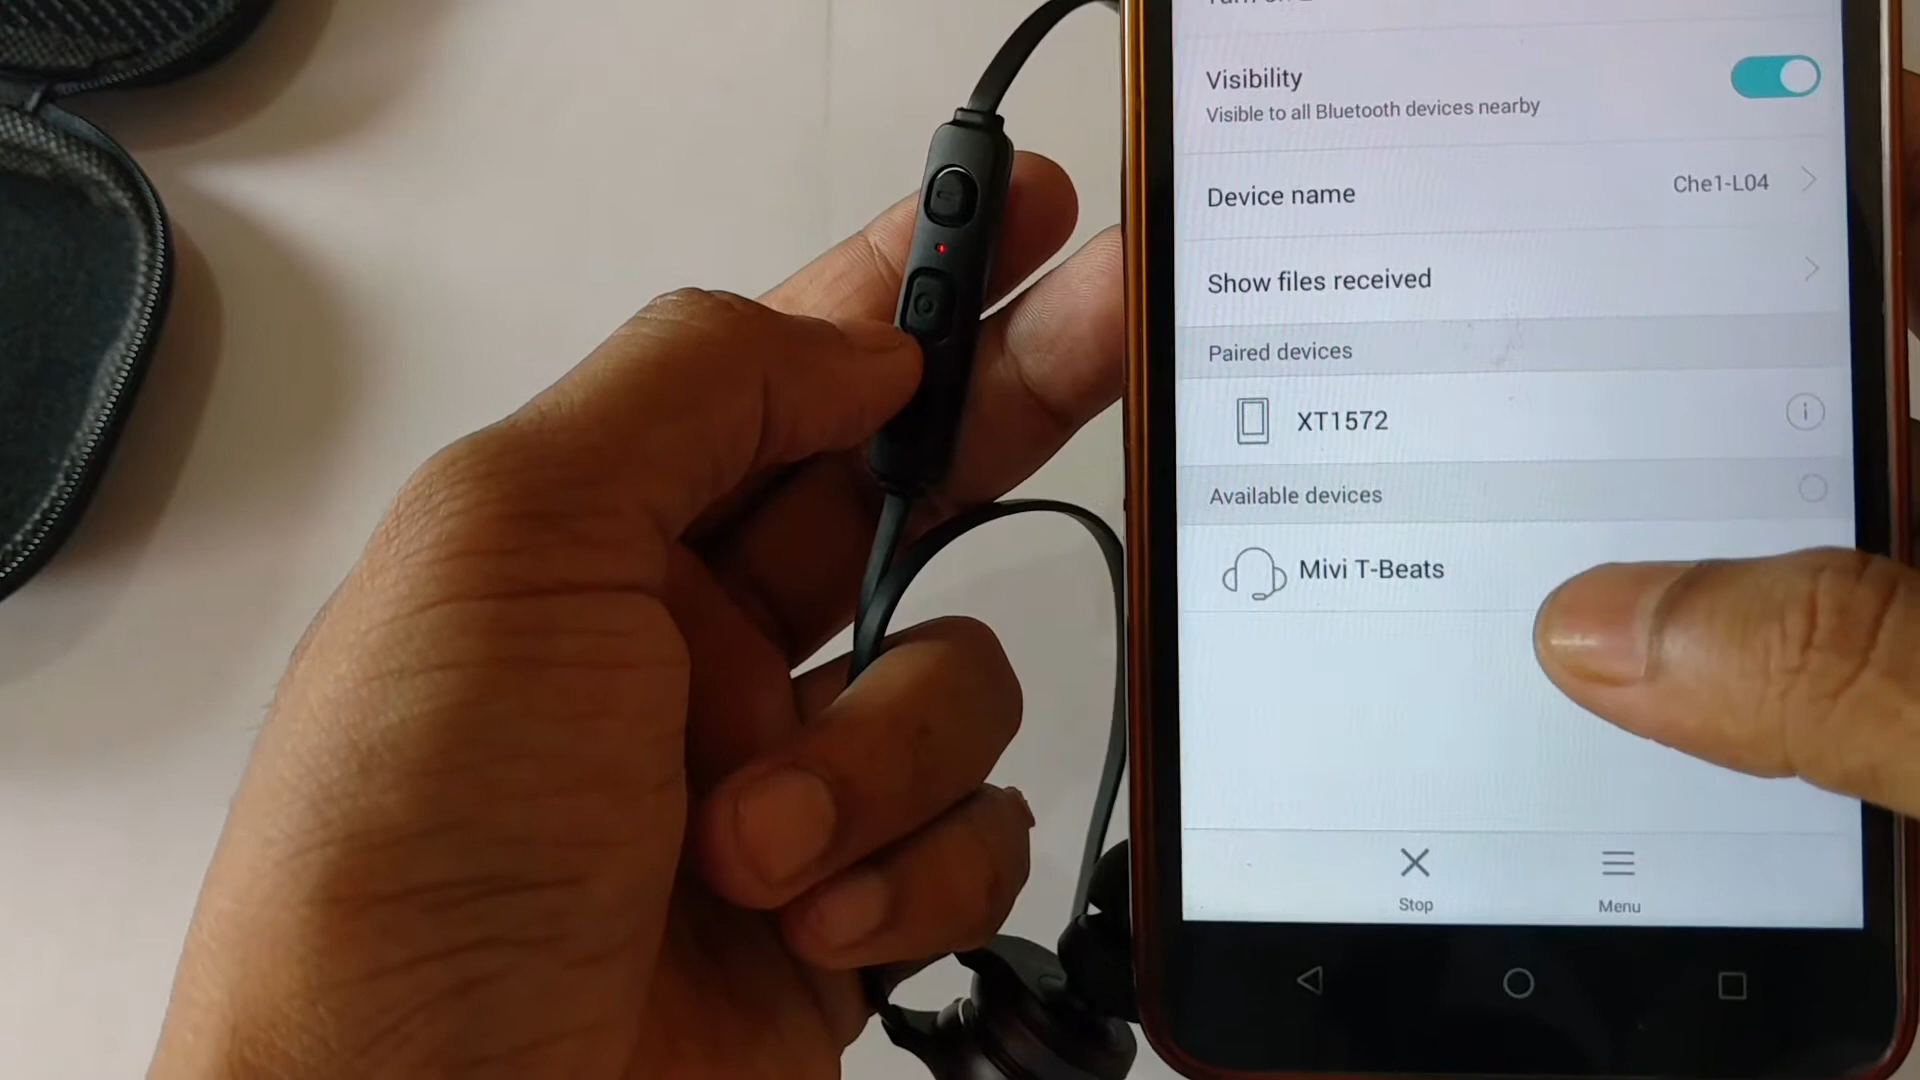 Visibility
Visible to all Bluetooth devices nearby
Device name
Che1-L04
Show files received
Paired devices
XT1572
Available devices
Mivi T-Beats
Stop
Menu